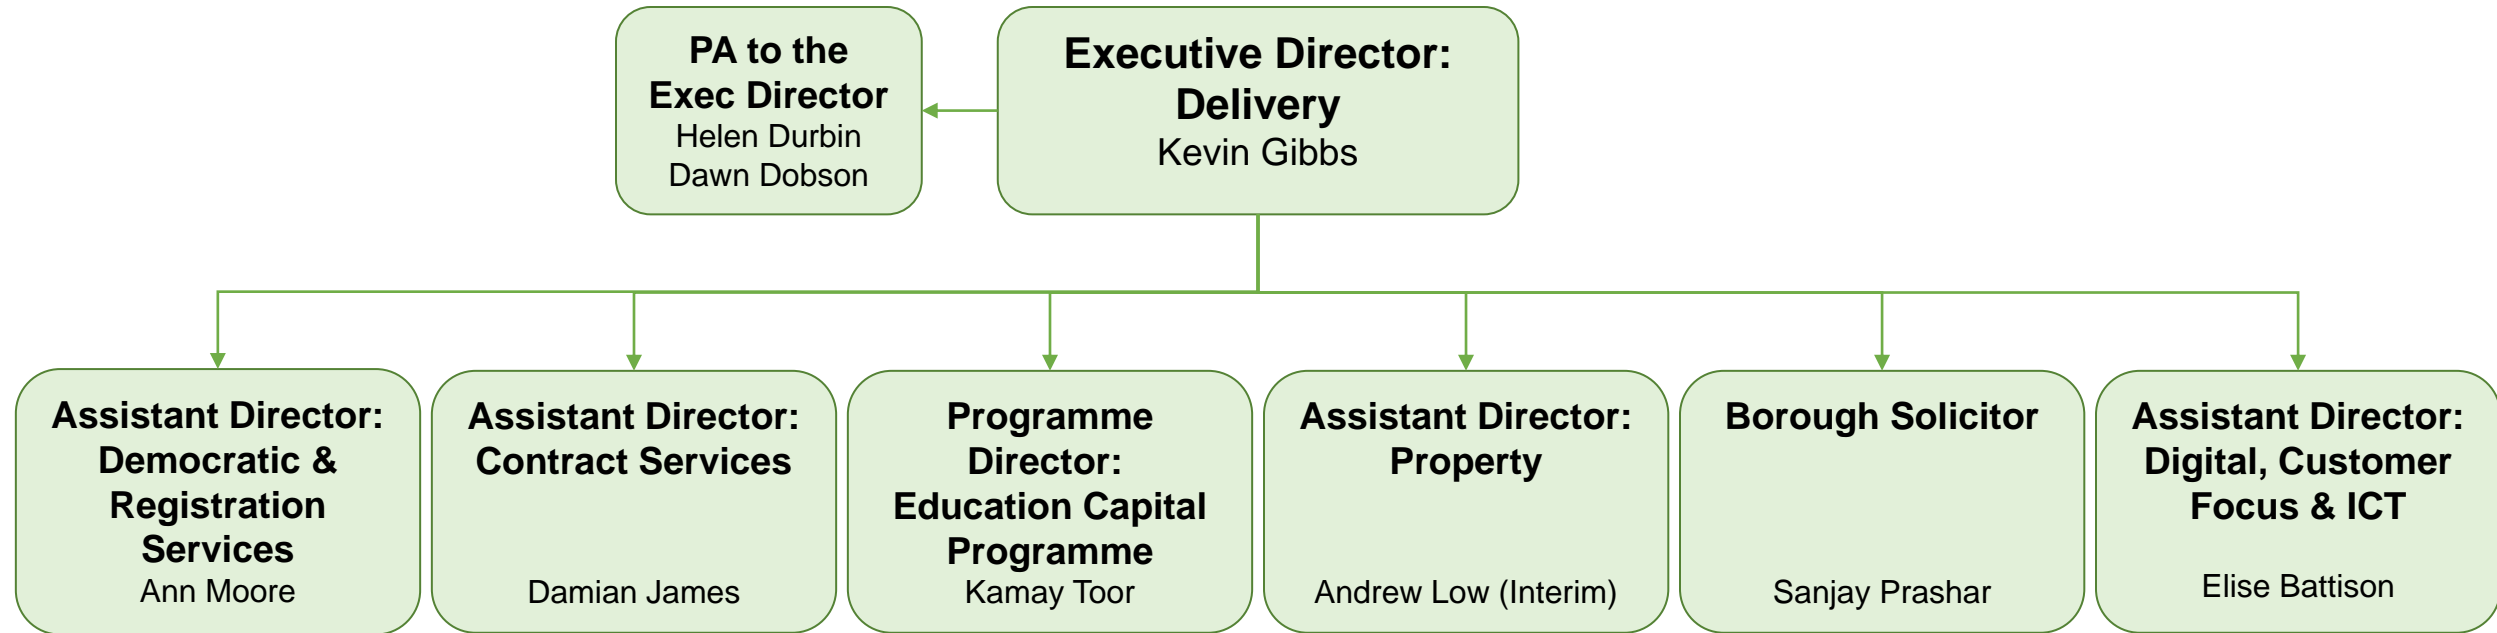 PA to the
Exec Director
Helen Durbin
Dawn Dobson
Executive Director:
Delivery
Kevin Gibbs
Assistant Director:
Democratic &
Registration
Services
Ann Moore
Assistant Director:
Contract Services
Damian James
Programme
Director:
Education Capital
Programme
Kamay Toor
Assistant Director:
Property
Andrew Low (Interim)
Borough Solicitor
Sanjay Prashar
Assistant Director:
Digital, Customer
Focus & ICT
Elise Battison